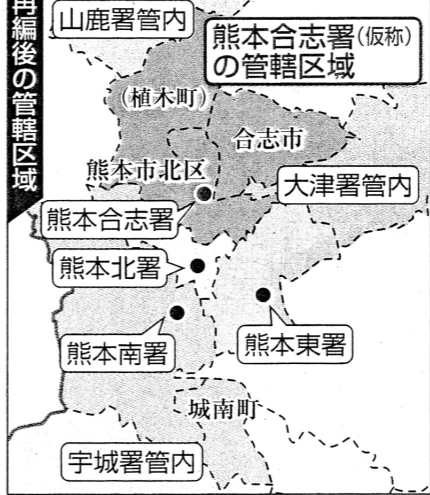 再編後の管轄区域
山鹿署管内
熊本合志署(仮称)
の管轄区域
(植木町)
合志市
熊本市北区
大津署管内
熊本合志署
熊本北署
熊本南署
熊本東署
城南町
宇城署管内